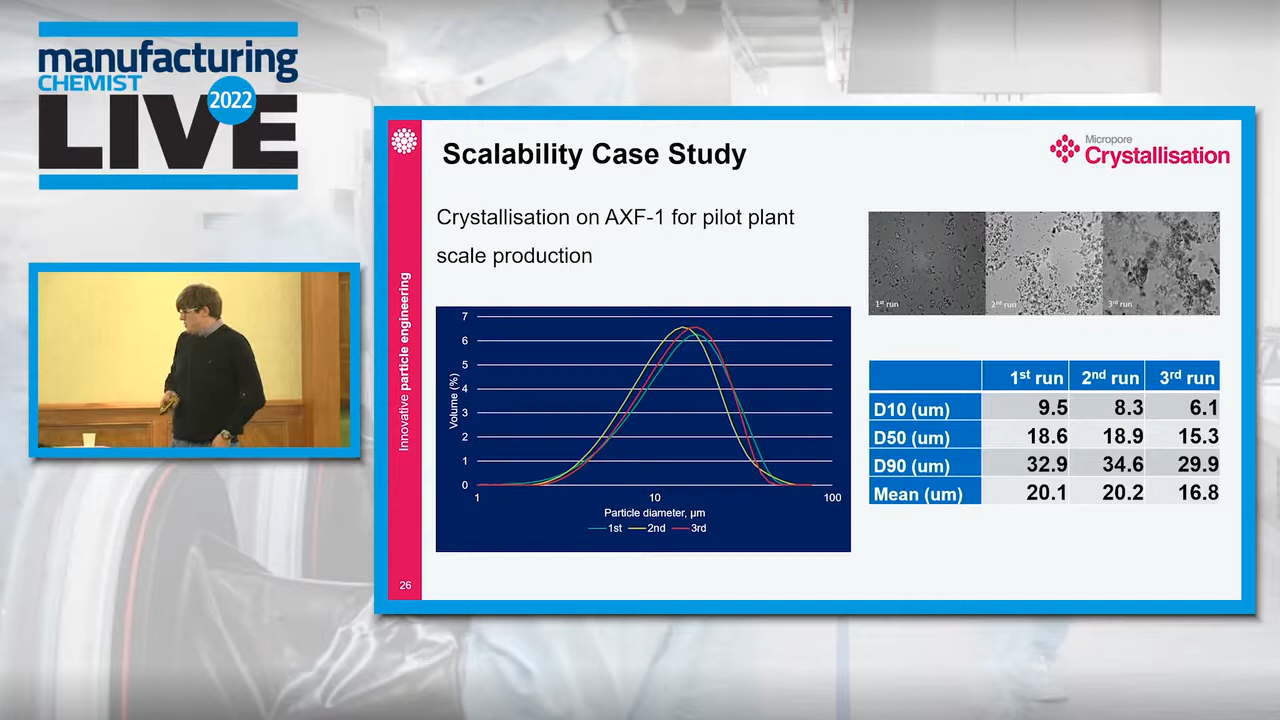 manufacturing
CHEMIST
2022
LIVE
Scalability Case Study
Micropore
Crystallisation
Crystallisation on AXF-1 for pilot plant
scale production
Innovative particle engineering
7
6
5
4
3
2
1
0
Volume (%)
1 10 100
Particle diameter, µm
1st 2nd 3rd
1st run 2nd run 3rd run
1st run 2nd run 3rd run
D10 (um) 9.5 8.3 6.1
D50 (um) 18.6 18.9 15.3
D90 (um) 32.9 34.6 29.9
Mean (um) 20.1 20.2 16.8
26